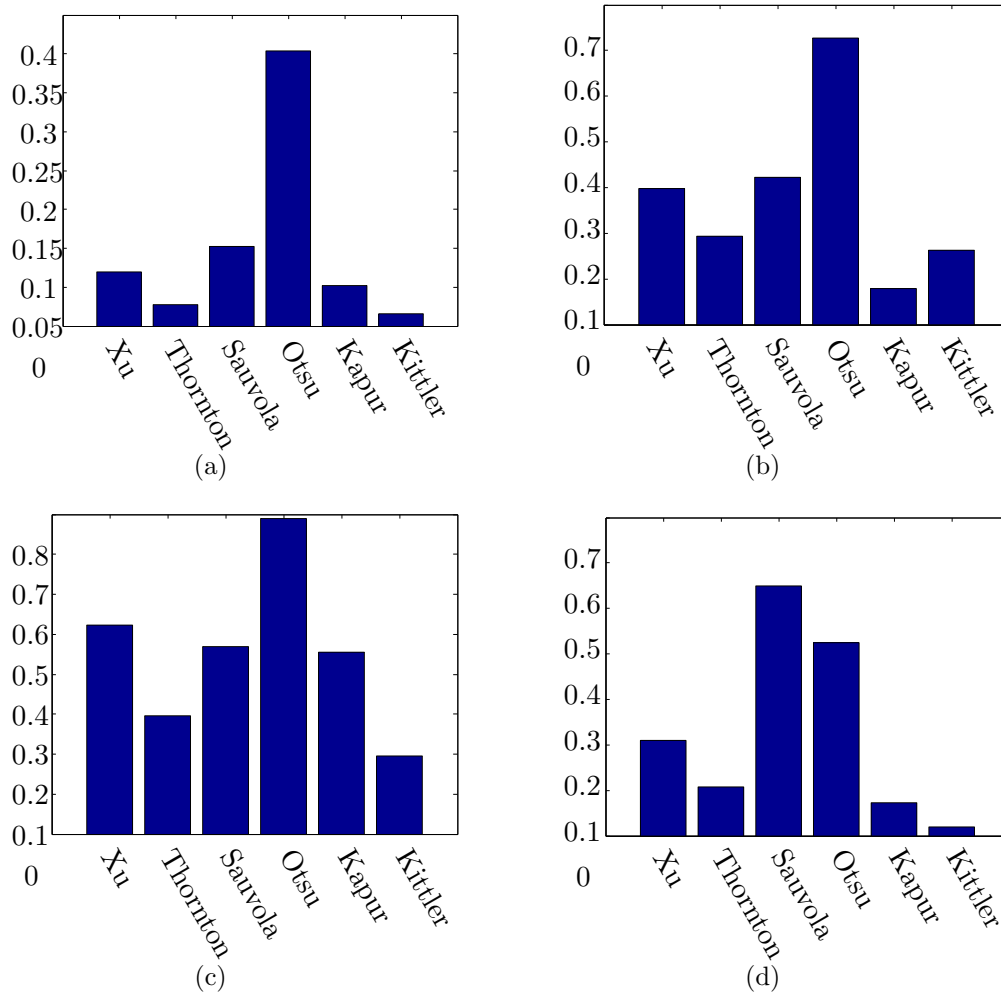 0.4
0.35
0.3
0.25
0.2
0.15
0.1
0.05
0
Xu
Thornton
Sauvola
Otsu
Kapur
Kittler
(a)
0.7
0.6
0.5
0.4
0.3
0.2
0.1
0
Xu
Thornton
Sauvola
Otsu
Kapur
Kittler
(b)
0.8
0.7
0.6
0.5
0.4
0.3
0.2
0.1
0
Xu
Thornton
Sauvola
Otsu
Kapur
Kittler
(c)
0.7
0.6
0.5
0.4
0.3
0.2
0.1
0
Xu
Thornton
Sauvola
Otsu
Kapur
Kittler
(d)